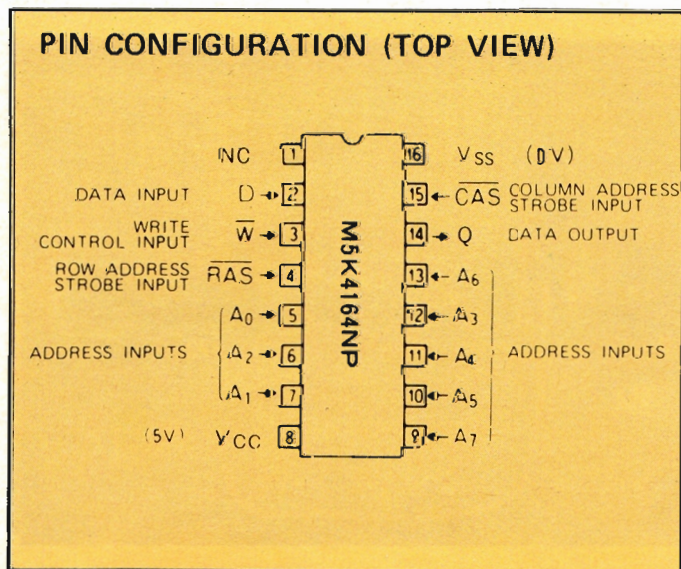 PIN CONFIGURATION (TOP VIEW)
NC 1 16 VSS (0V)
DATA INPUT D → 2 15 ← C̅A̅S̅ COLUMN ADDRESS
STROBE INPUT
WRITE
CONTROL INPUT W̅ → 3 14 → Q DATA OUTPUT
ROW ADDRESS
STROBE INPUT R̅A̅S̅ → 4 13 ← A6
A0 → 5 12 ← A3
ADDRESS INPUTS A2 → 6 11 ← A4 ADDRESS INPUTS
A1 → 7 10 ← A5
(5V) VCC 8 9 ← A7
M5K4164NP